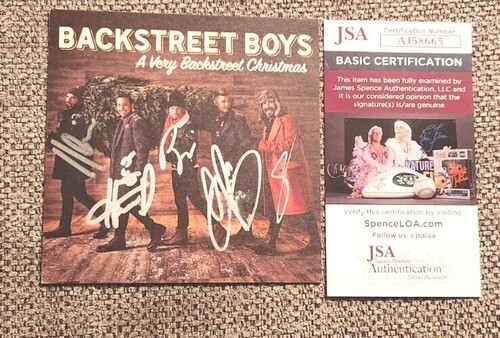 BACKSTREET BOYS
A Very Backstreet Christmas
JSA
Certification Number
AJ58665
BASIC CERTIFICATION
This item has been fully examined by
James Spence Authentication, LLC and
it is our considered opinion that the
signature(s) is/are genuine.
Verify this certification by visiting
SpenceLOA.com
Follow us @jsaloa
JSA
James Spence
Authentication